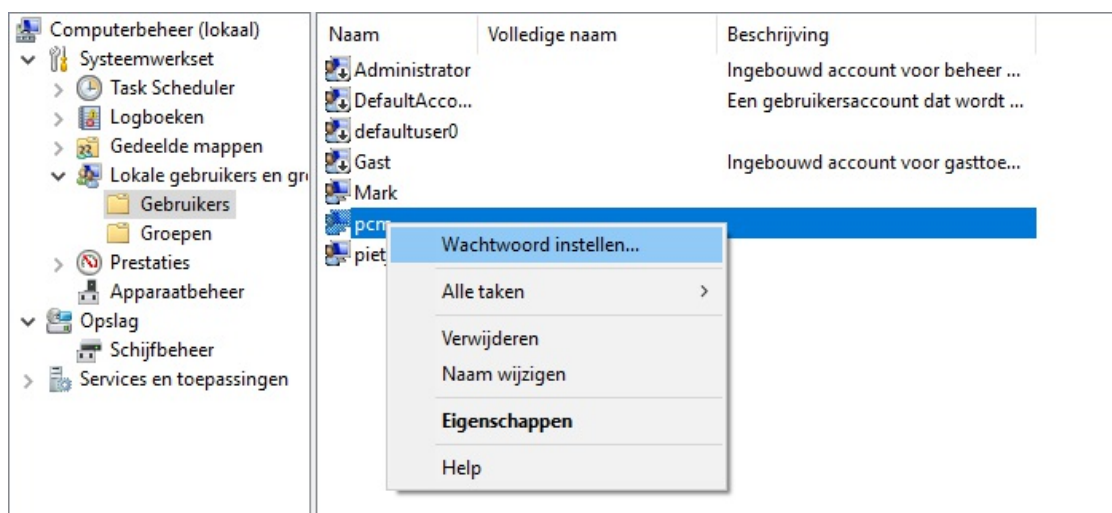 Computerbeheer (lokaal)
Systeemwerkset
Task Scheduler
Logboeken
Gedeelde mappen
Lokale gebruikers en gr
Gebruikers
Groepen
Prestaties
Apparaatbeheer
Opslag
Schijfbeheer
Services en toepassingen
Naam Volledige naam Beschrijving
Administrator Ingebouwd account voor beheer ...
DefaultAcco... Een gebruikersaccount dat wordt ...
defaultuser0
Gast Ingebouwd account voor gasttoe...
Mark
pcm
piet
Wachtwoord instellen...
Alle taken
Verwijderen
Naam wijzigen
Eigenschappen
Help